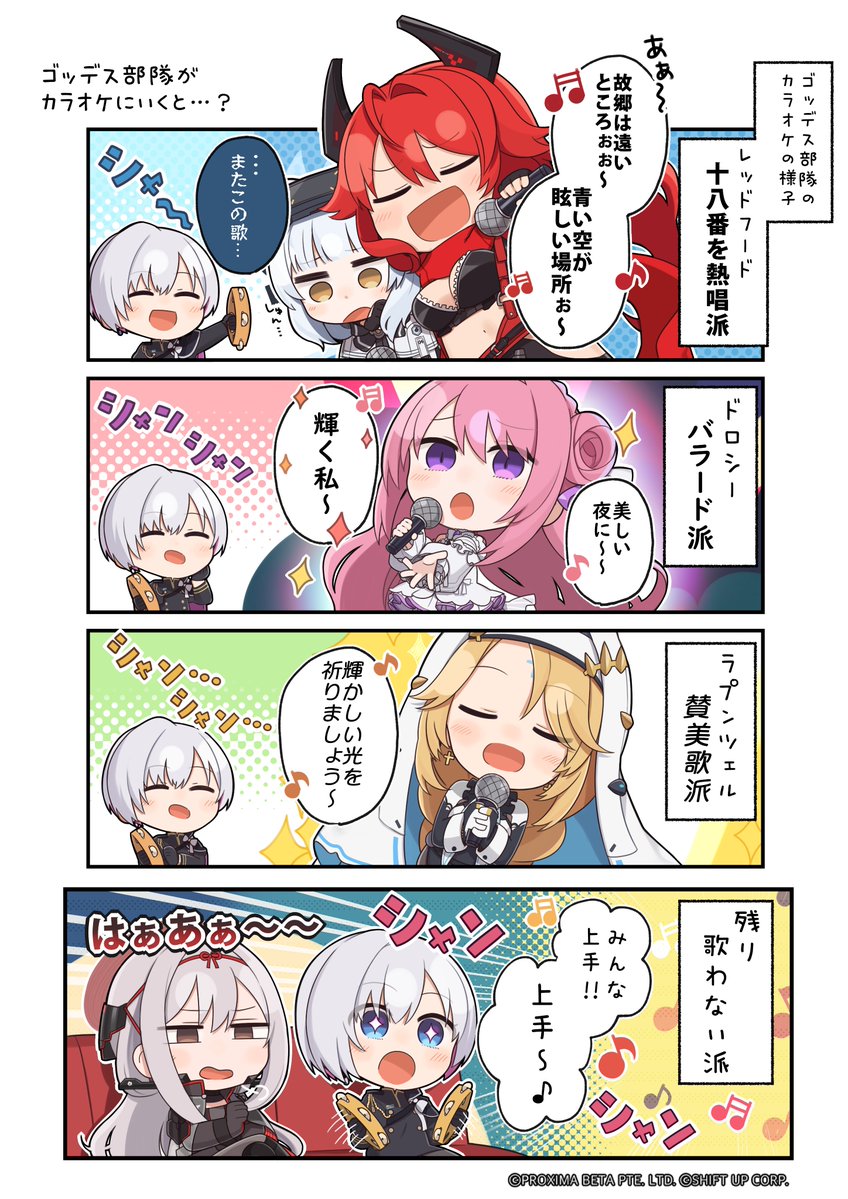 ゴッデス部隊が
カラオケにいくと…？
ゴッデス部隊の
カラオケの様子
レッドフード
十八番を熱唱派
あぁ〜
故郷は遠い
ところぉぉ〜
青い空が
眩しい場所ぉ〜
…
またこの歌…
じゅん…
シャ〜ン
ドロシー
バラード派
美しい
夜に〜〜
輝く私〜
シャン シャン
ラプンツェル
賛美歌派
輝かしい光を
祈りましょう〜
シャン…
シャン…
残り
歌わない派
みんな
上手!!
上手〜♪
シャン
シャン
はぁあぁ〜〜
©PROXIMA BETA PTE. LTD. ©SHIFT UP CORP.